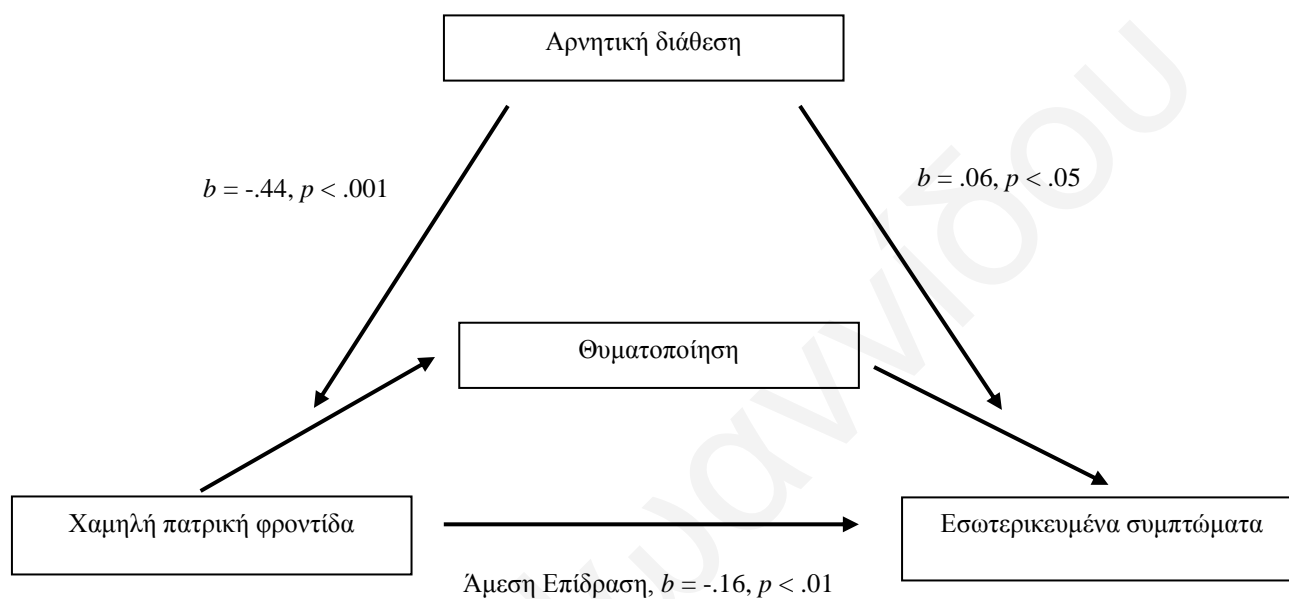 Αρνητική διάθεση
b = -.44, p < .001
b = .06, p < .05
Θυματοποίηση
Χαμηλή πατρική φροντίδα
Εσωτερικευμένα συμπτώματα
Άμεση Επίδραση, b = -.16, p < .01